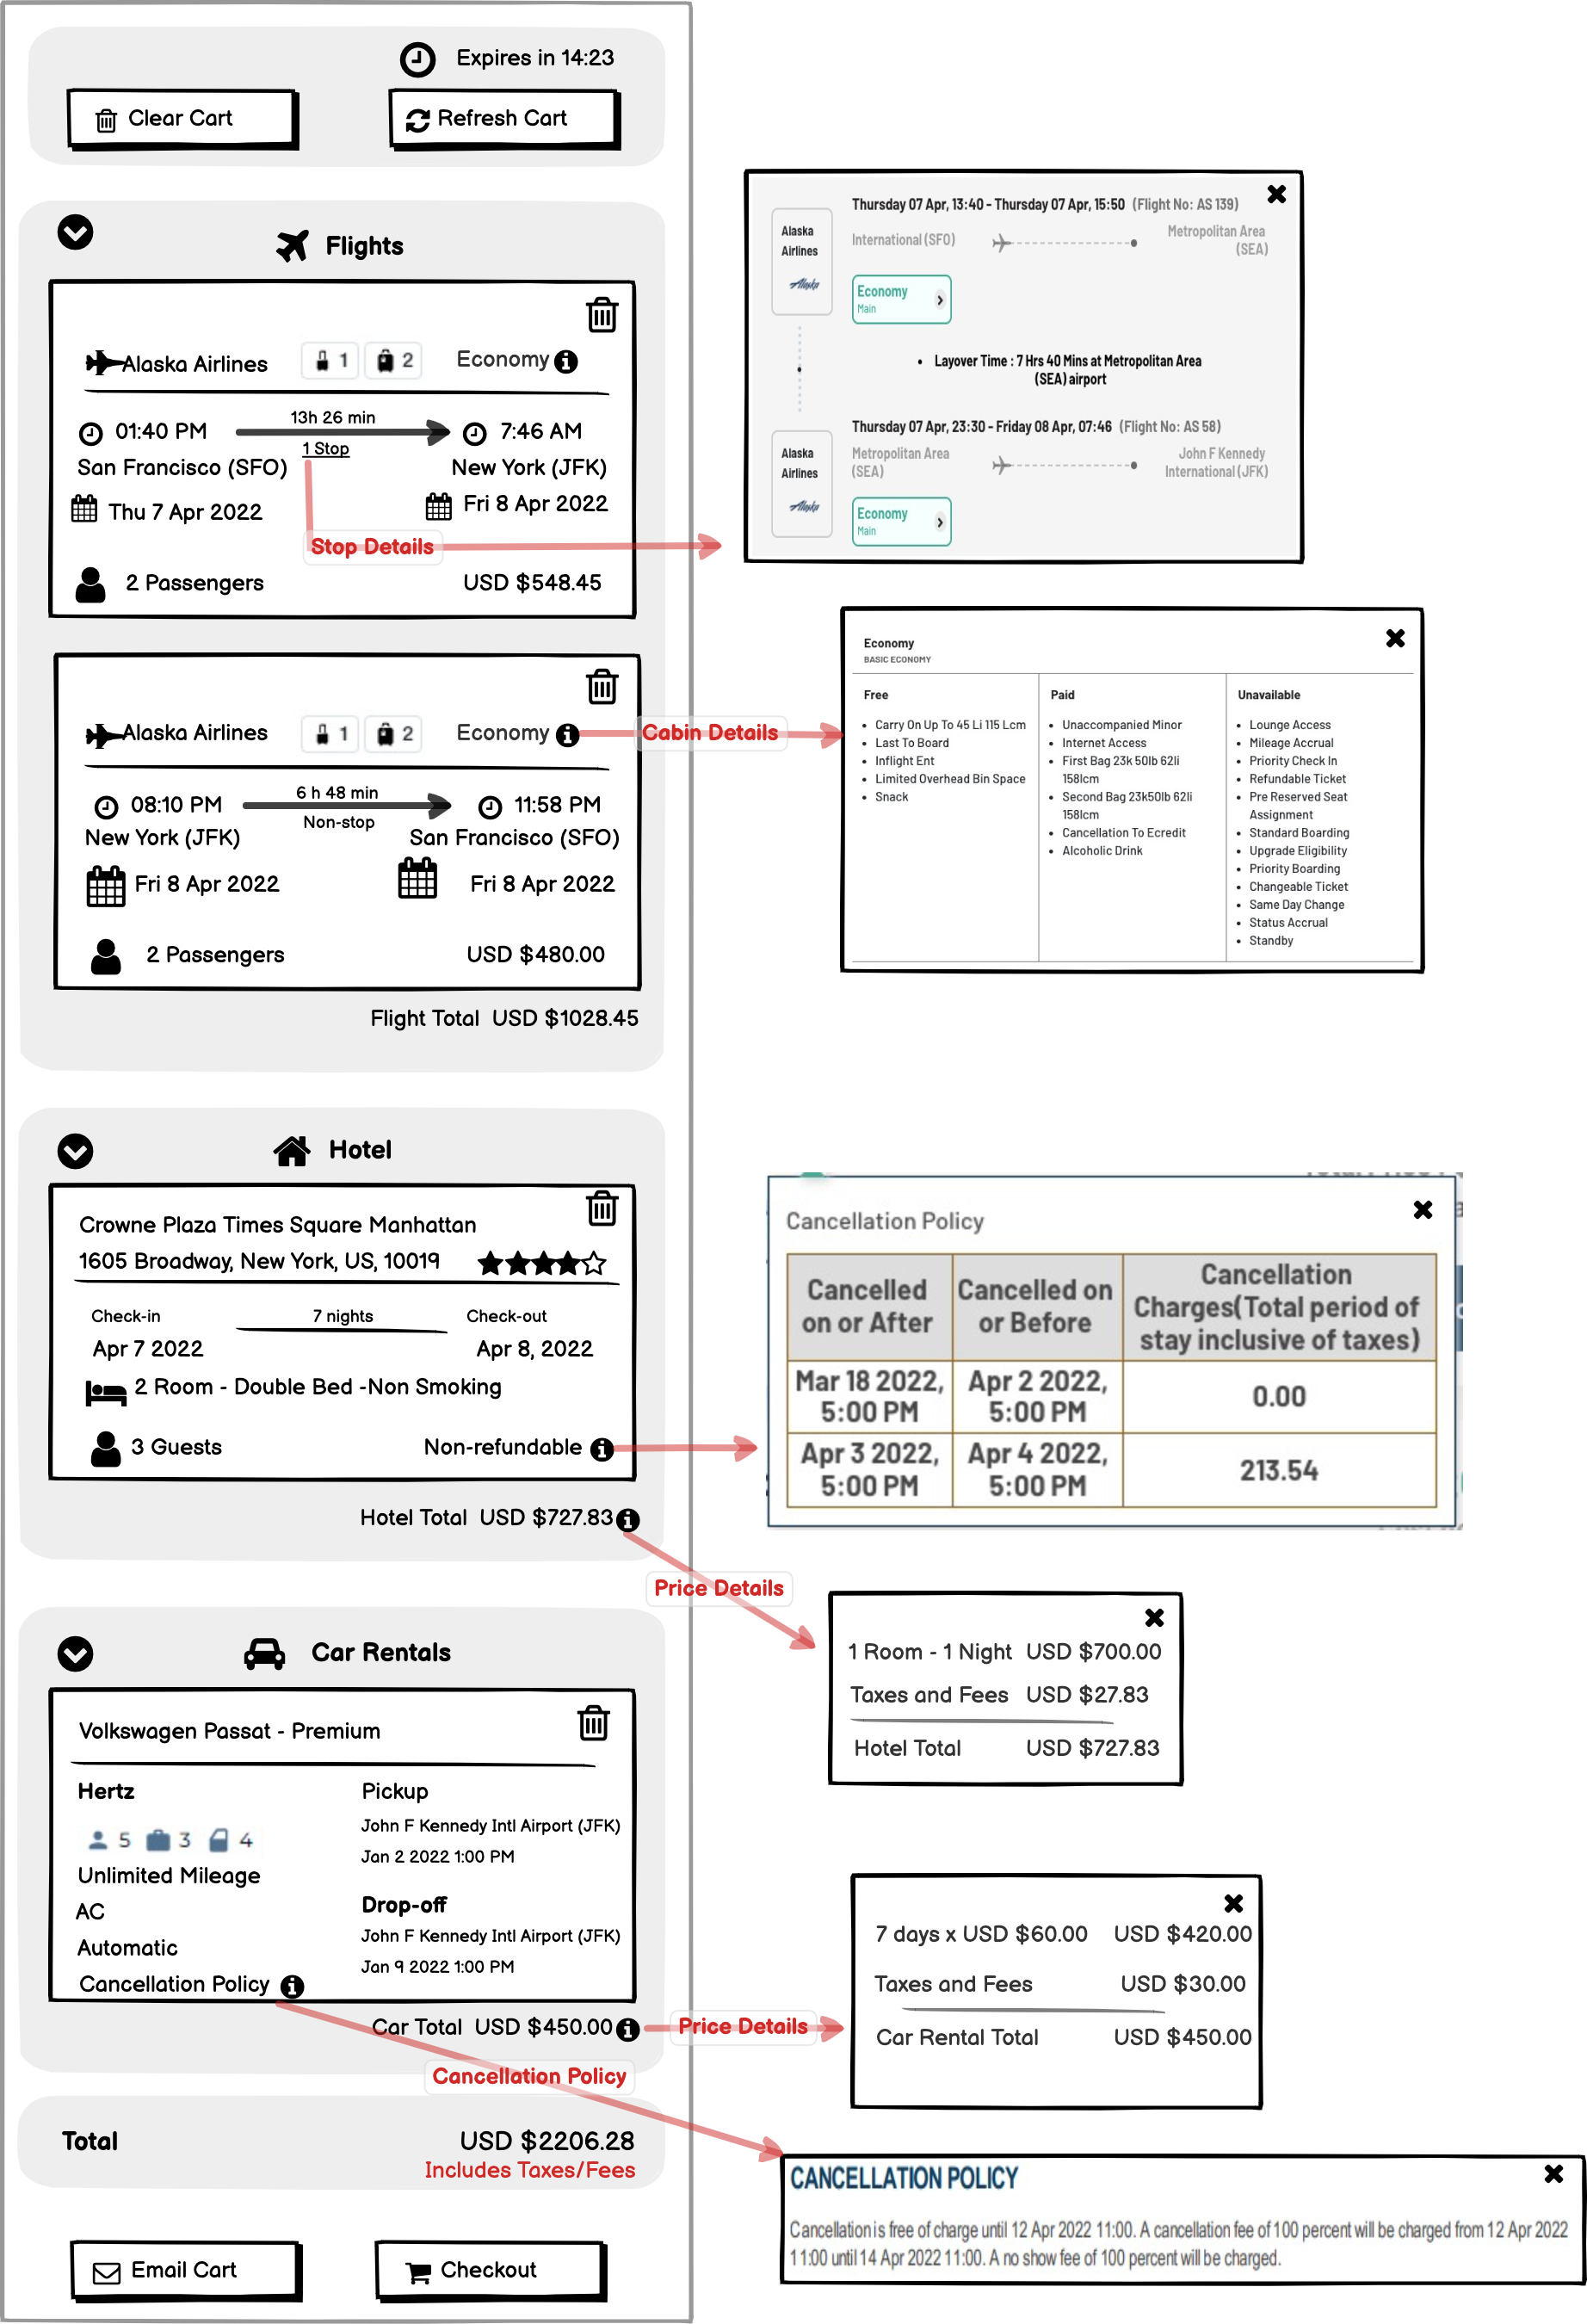 Expires in 14:23
Clear Cart
Refresh Cart
Flights
Alaska Airlines 1 2 Economy
13h 26 min
01:40 PM 7:46 AM
1 Stop
San Francisco (SFO) New York (JFK)
Thu 7 Apr 2022 Fri 8 Apr 2022
Stop Details
2 Passengers USD $548.45
Alaska Airlines 1 2 Economy
Cabin Details
6 h 48 min
08:10 PM 11:58 PM
Non-stop
New York (JFK) San Francisco (SFO)
Fri 8 Apr 2022 Fri 8 Apr 2022
2 Passengers USD $480.00
Flight Total USD $1028.45
Hotel
Crowne Plaza Times Square Manhattan
1605 Broadway, New York, US, 10019
Check-in 7 nights Check-out
Apr 7 2022 Apr 8, 2022
2 Room - Double Bed -Non Smoking
3 Guests Non-refundable
Hotel Total USD $727.83
Price Details
Car Rentals
Volkswagen Passat - Premium
Hertz
5 3 4
Unlimited Mileage
AC
Automatic
Cancellation Policy
Pickup
John F Kennedy Intl Airport (JFK)
Jan 2 2022 1:00 PM
Drop-off
John F Kennedy Intl Airport (JFK)
Jan 9 2022 1:00 PM
Car Total USD $450.00
Price Details
Cancellation Policy
Total USD $2206.28
Includes Taxes/Fees
Email Cart
Checkout
Thursday 07 Apr, 13:40 - Thursday 07 Apr, 15:50 (Flight No: AS 139)
Alaska
Airlines
Alaska
International (SFO)
Metropolitan Area
(SEA)
Economy
Main
Layover Time : 7 Hrs 40 Mins at Metropolitan Area
(SEA) airport
Thursday 07 Apr, 23:30 - Friday 08 Apr, 07:46 (Flight No: AS 58)
Alaska
Airlines
Alaska
Metropolitan Area
(SEA)
John F Kennedy
International (JFK)
Economy
Main
Economy
BASIC ECONOMY
Free
Carry On Up To 45 Li 115 Lcm
Last To Board
Inflight Ent
Limited Overhead Bin Space
Snack
Paid
Unaccompanied Minor
Internet Access
First Bag 23k 50lb 62li
158lcm
Second Bag 23k50lb 62li
158lcm
Cancellation To Ecredit
Alcoholic Drink
Unavailable
Lounge Access
Mileage Accrual
Priority Check In
Refundable Ticket
Pre Reserved Seat
Assignment
Standard Boarding
Upgrade Eligibility
Priority Boarding
Changeable Ticket
Same Day Change
Status Accrual
Standby
Cancellation Policy
Cancelled
on or After
Cancelled on
or Before
Cancellation
Charges(Total period of
stay inclusive of taxes)
Mar 18 2022,
5:00 PM
Apr 2 2022,
5:00 PM
0.00
Apr 3 2022,
5:00 PM
Apr 4 2022,
5:00 PM
213.54
1 Room - 1 Night USD $700.00
Taxes and Fees USD $27.83
Hotel Total USD $727.83
7 days x USD $60.00 USD $420.00
Taxes and Fees USD $30.00
Car Rental Total USD $450.00
CANCELLATION POLICY
Cancellation is free of charge until 12 Apr 2022 11:00. A cancellation fee of 100 percent will be charged from 12 Apr 2022
11:00 until 14 Apr 2022 11:00. A no show fee of 100 percent will be charged.